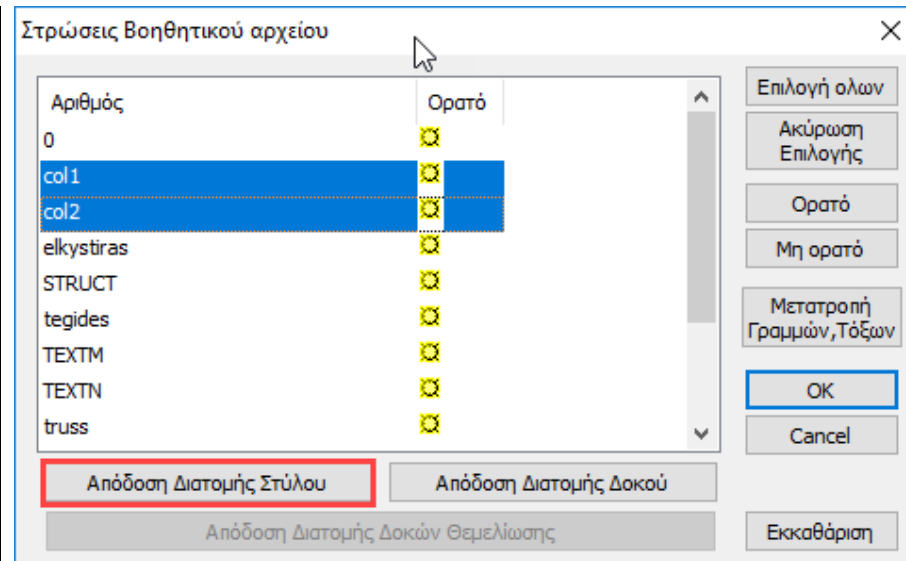 Στρώσεις Βοηθητικού αρχείου
Αριθμός Ορατό
0
col1
col2
elkystiras
STRUCT
tegides
TEXTM
TEXTN
truss
Επιλογή ολων
Ακύρωση
Επιλογής
Ορατό
Μη ορατό
Μετατροπή
Γραμμών,Τόξων
OK
Cancel
Απόδοση Διατομής Στύλου Απόδοση Διατομής Δοκού
Απόδοση Διατομής Δοκών Θεμελίωσης Εκκαθάριση